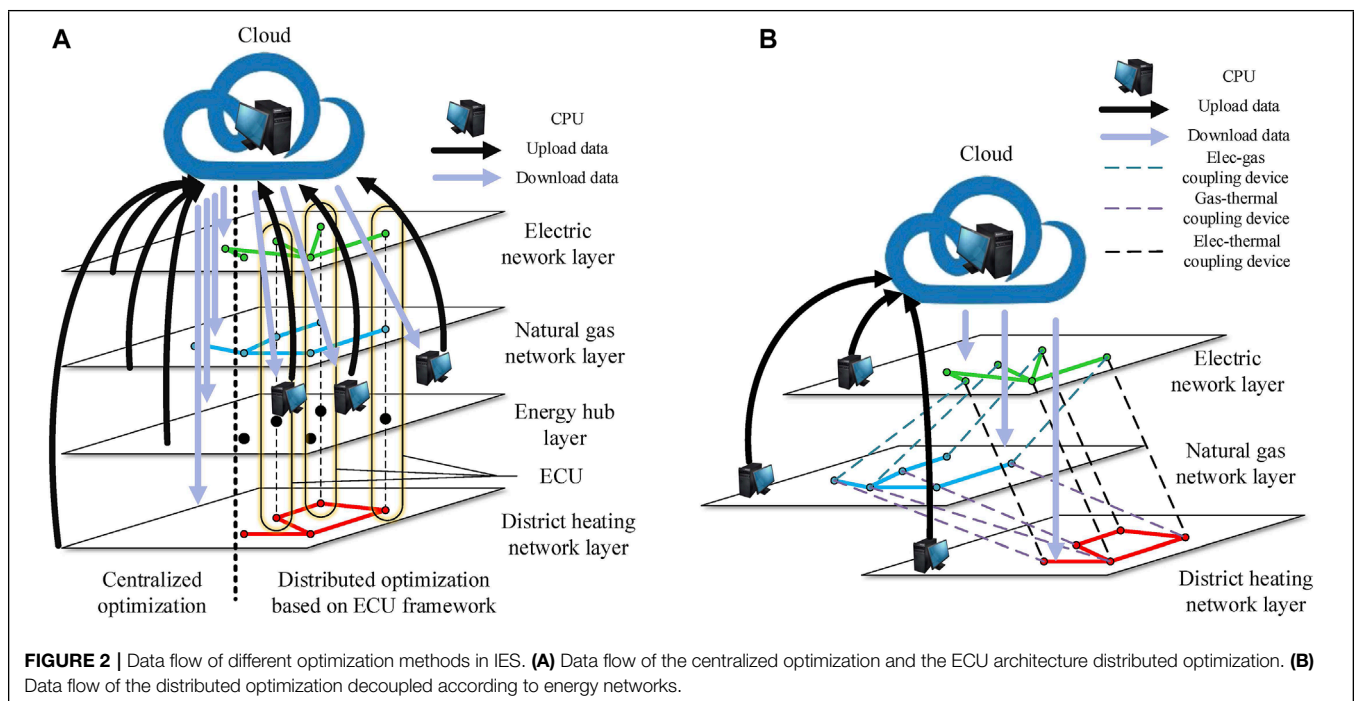 A
Cloud
CPU
Upload data
Download data
Electric
nework layer
Natural gas
network layer
Energy hub
layer
ECU
District heating
network layer
Centralized
optimization
Distributed optimization
based on ECU framework
B
CPU
Upload data
Download data
Elec-gas
coupling device
Gas-thermal
coupling device
Elec-thermal
coupling device
Cloud
Electric
nework layer
Natural gas
network layer
District heating
network layer
FIGURE 2 | Data flow of different optimization methods in IES. (A) Data flow of the centralized optimization and the ECU architecture distributed optimization. (B)
Data flow of the distributed optimization decoupled according to energy networks.